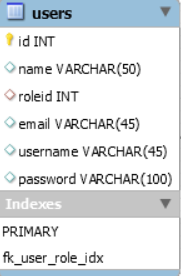 users
id INT
name VARCHAR(50)
roleid INT
email VARCHAR(45)
username VARCHAR(45)
password VARCHAR(100)
Indexes
PRIMARY
fk_user_role_idx